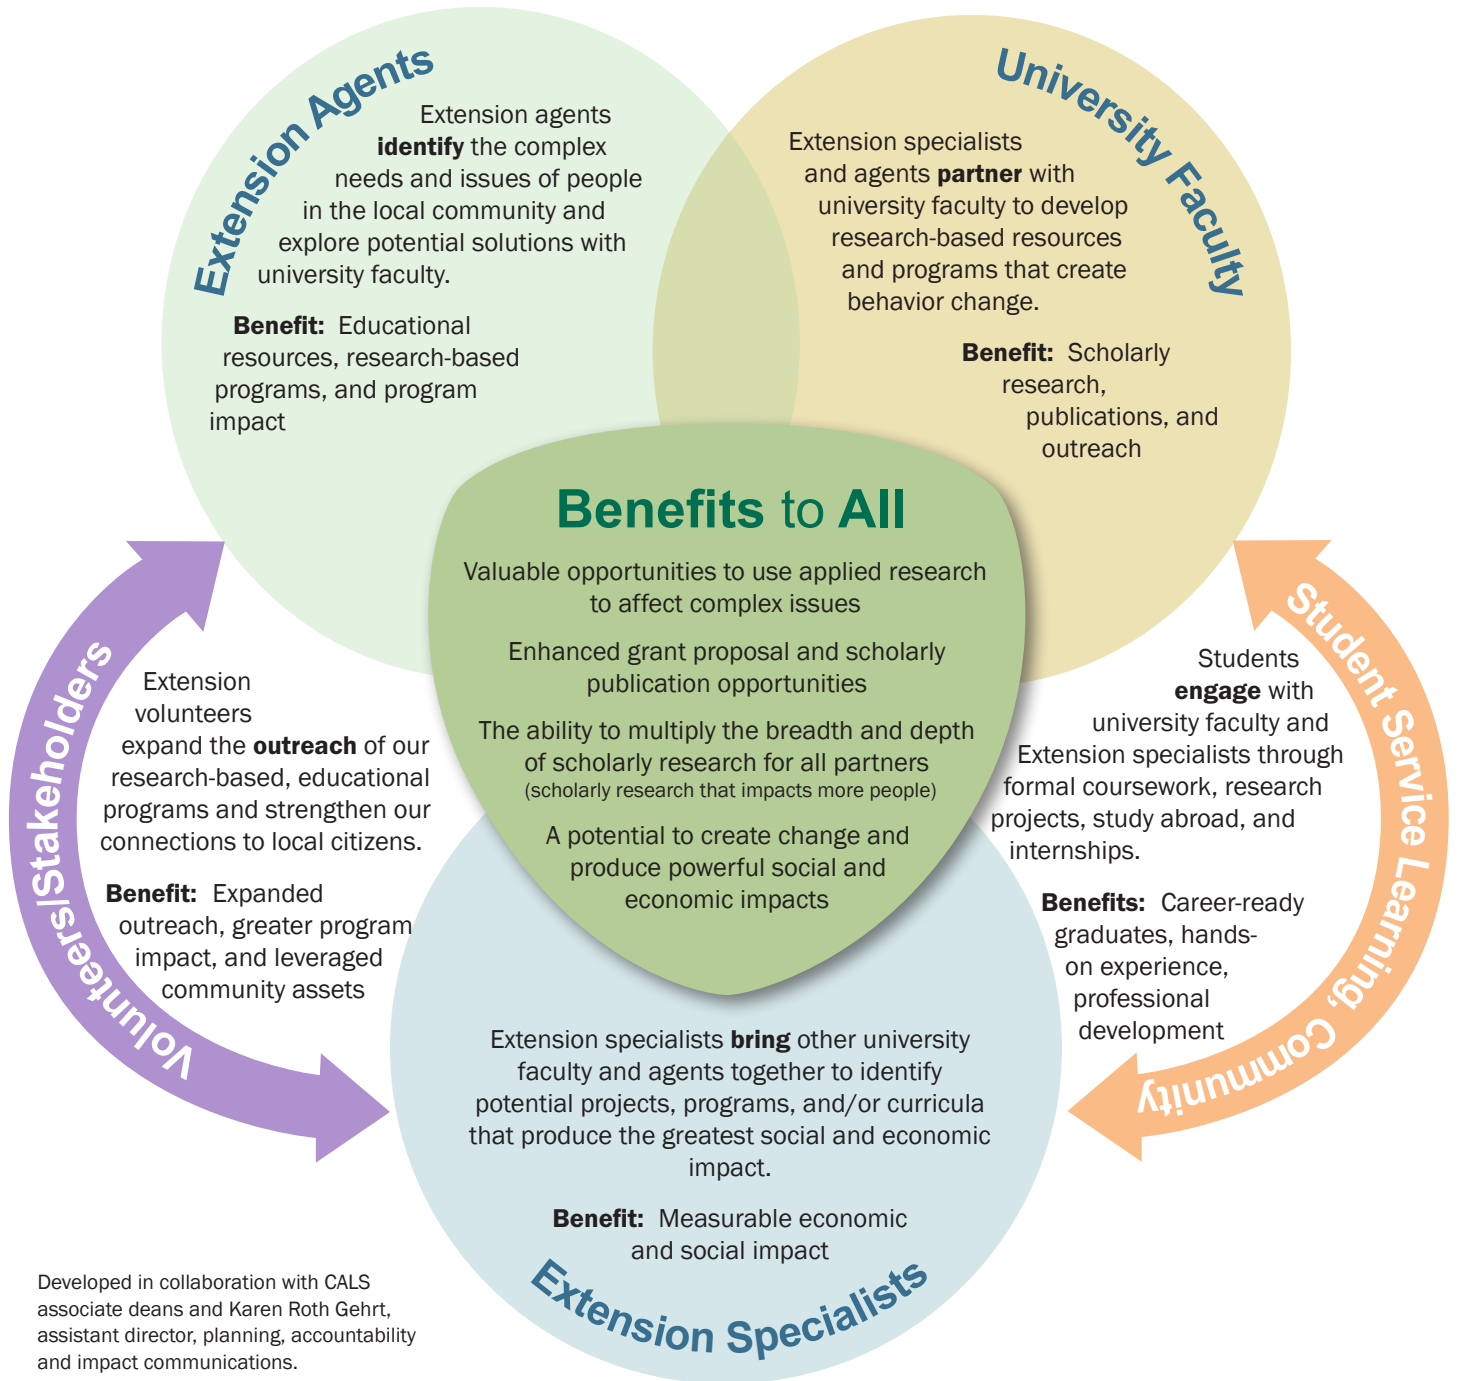 Extension Agents
Extension agents
identify the complex
needs and issues of people
in the local community and
explore potential solutions with
university faculty.
Benefit: Educational
resources, research-based
programs, and program
impact
University Faculty
Extension specialists
and agents partner with
university faculty to develop
research-based resources
and programs that create
behavior change.
Benefit: Scholarly
research,
publications, and
outreach
Benefits to All
Valuable opportunities to use applied research
to affect complex issues
Enhanced grant proposal and scholarly
publication opportunities
The ability to multiply the breadth and depth
of scholarly research for all partners
(scholarly research that impacts more people)
A potential to create change and
produce powerful social and
economic impacts
Volunteers/Stakeholders
Extension
volunteers
expand the outreach of our
research-based, educational
programs and strengthen our
connections to local citizens.
Benefit: Expanded
outreach, greater program
impact, and leveraged
community assets
Student Service Learning, Community
Students
engage with
university faculty and
Extension specialists through
formal coursework, research
projects, study abroad, and
internships.
Benefits: Career-ready
graduates, hands-
on experience,
professional
development
Extension specialists bring other university
faculty and agents together to identify
potential projects, programs, and/or curricula
that produce the greatest social and economic
impact.
Benefit: Measurable economic
and social impact
Extension Specialists
Developed in collaboration with CALS
associate deans and Karen Roth Gehrt,
assistant director, planning, accountability
and impact communications.